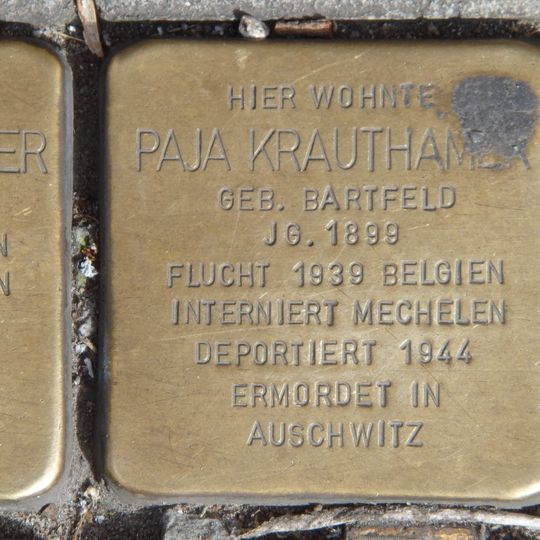 HIER WOHNTE
PAJA KRAUTHAMER
GEB. BARTFELD
JG. 1899
FLUCHT 1939 BELGIEN
INTERNIERT MECHELEN
DEPORTIERT 1944
ERMORDET IN
AUSCHWITZ